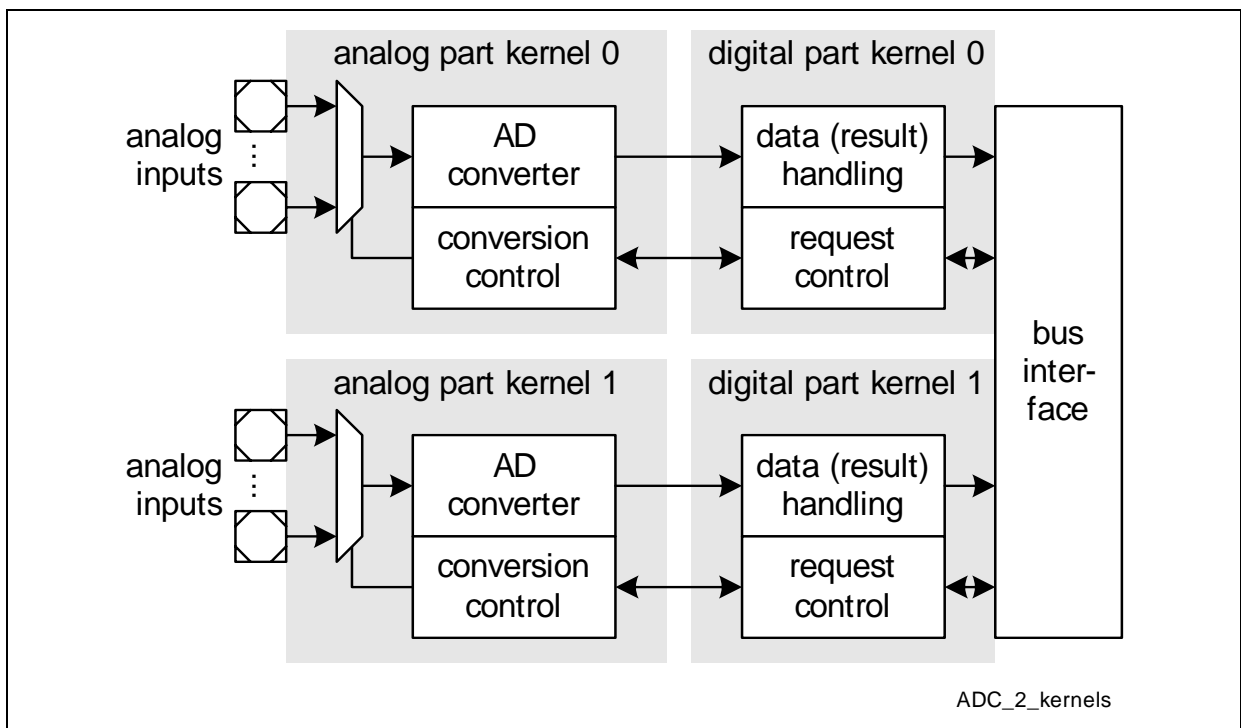 analog part kernel 0
digital part kernel 0
analog
inputs
...
AD
converter
data (result)
handling
conversion
control
request
control
bus
inter-
face
analog part kernel 1
digital part kernel 1
analog
inputs
...
AD
converter
data (result)
handling
conversion
control
request
control
ADC_2_kernels